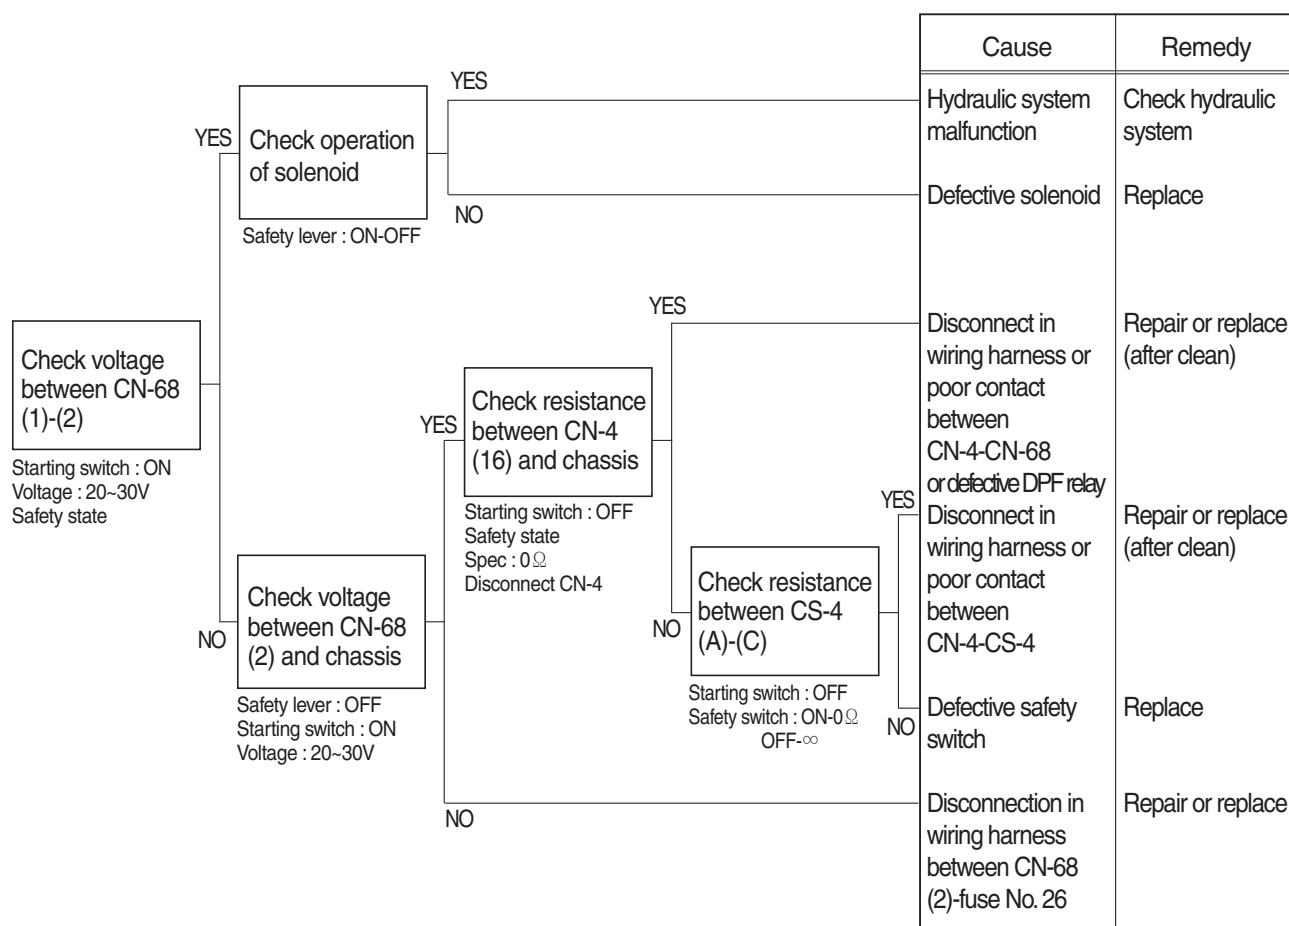 Cause
Remedy
YES
Hydraulic system
malfunction
Check hydraulic
system
YES
Check operation
of solenoid
NO
Defective solenoid
Replace
Safety lever : ON-OFF
YES
Disconnect in
wiring harness or
poor contact
between
CN-4-CN-68
or defective DPF relay
Repair or replace
(after clean)
Check voltage
between CN-68
(1)-(2)
Starting switch : ON
Voltage : 20~30V
Safety state
YES
Check resistance
between CN-4
(16) and chassis
Starting switch : OFF
Safety state
Spec : 0Ω
Disconnect CN-4
YES
Disconnect in
wiring harness or
poor contact
between
CN-4-CS-4
Repair or replace
(after clean)
NO
Check voltage
between CN-68
(2) and chassis
Safety lever : OFF
Starting switch : ON
Voltage : 20~30V
NO
Check resistance
between CS-4
(A)-(C)
Starting switch : OFF
Safety switch : ON-0Ω
OFF-∞
NO
Defective safety
switch
Replace
NO
Disconnection in
wiring harness
between CN-68
(2)-fuse No. 26
Repair or replace